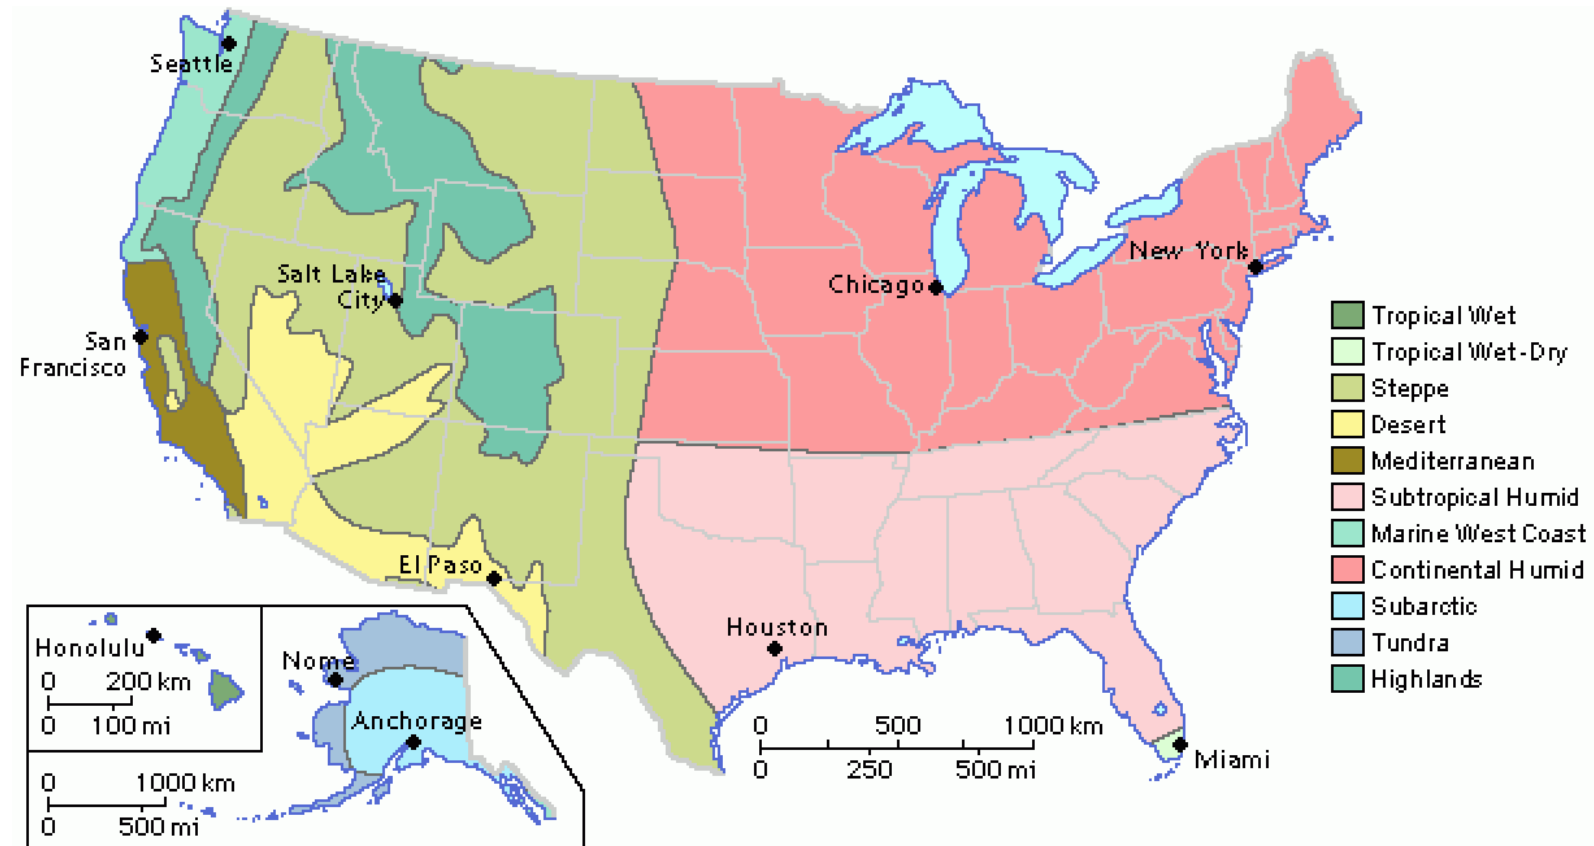 Seattle
Salt Lake
City
San
Francisco
El Paso
Houston
Chicago
New York
Miami
Tropical Wet
Tropical Wet-Dry
Steppe
Desert
Mediterranean
Subtropical Humid
Marine West Coast
Continental Humid
Subarctic
Tundra
Highlands
Honolulu
0 200 km
0 100 mi
Nome
Anchorage
0 1000 km
0 500 mi
0 500 1000 km
0 250 500 mi